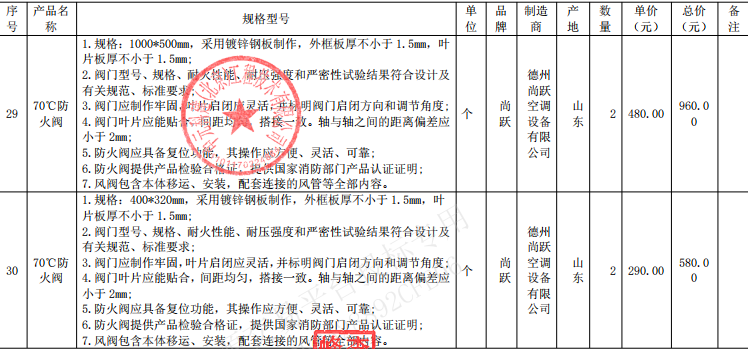 序号 产品名称 规格型号 单位 品牌 制造商 产地 数量 单价（元） 总价（元） 备注
29 70℃防火阀
1.规格：1000*500mm，采用镀锌钢板制作，外框板厚不小于1.5mm，叶
片板厚不小于1.5mm；
2.阀门型号、规格、耐火性能、耐压强度和严密性试验结果符合设计及
有关规范、标准要求；
3.阀门应制作牢固，叶片启闭应灵活，并标明阀门启闭方向和调节角度；
4.阀门叶片应能贴合，间距均匀，搭接一致。轴与轴之间的距离偏差应
小于2mm；
5.防火阀应具备复位功能，其操作应方便、灵活、可靠；
6.防火阀提供产品检验合格证，提供国家消防部门产品认证证明；
7.风阀包含本体移运、安装，配套连接的风管等全部内容。
个 尚跃 德州尚跃空调设备有限公司 山东 2 480.00 960.00
30 70℃防火阀
1.规格：400*320mm，采用镀锌钢板制作，外框板厚不小于1.5mm，叶
片板厚不小于1.5mm；
2.阀门型号、规格、耐火性能、耐压强度和严密性试验结果符合设计及
有关规范、标准要求；
3.阀门应制作牢固，叶片启闭应灵活，并标明阀门启闭方向和调节角度；
4.阀门叶片应能贴合，间距均匀，搭接一致。轴与轴之间的距离偏差应
小于2mm；
5.防火阀应具备复位功能，其操作应方便、灵活、可靠；
6.防火阀提供产品检验合格证，提供国家消防部门产品认证证明；
7.风阀包含本体移运、安装、配套连接的风管等全部内容。
个 尚跃 德州尚跃空调设备有限公司 山东 2 290.00 580.00